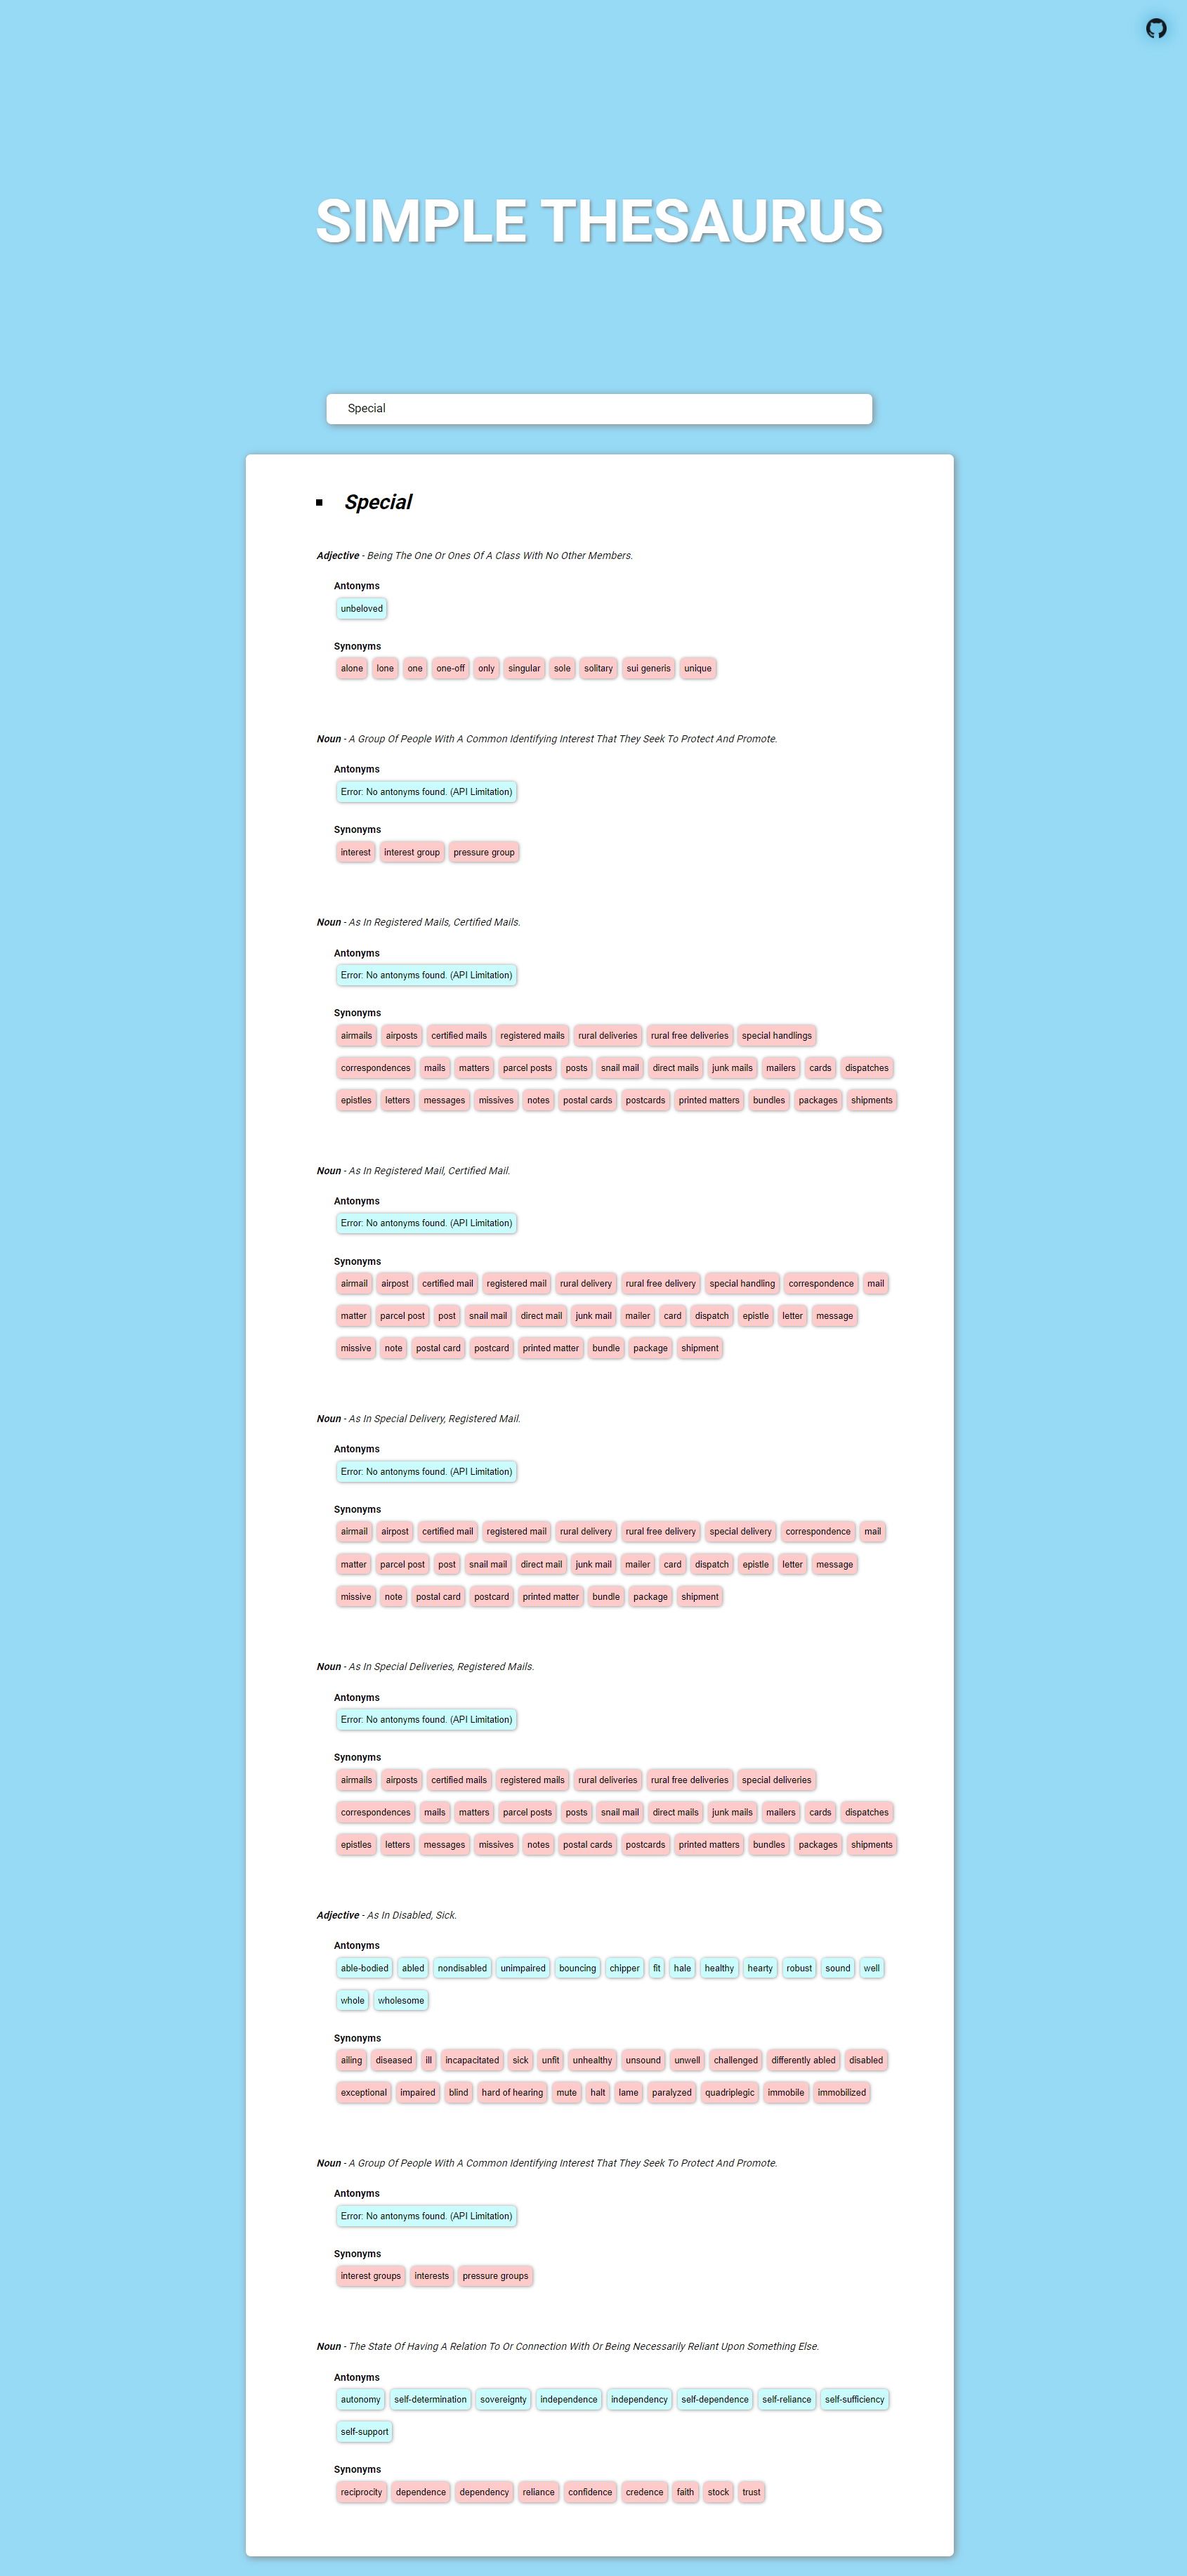 SIMPLE THESAURUS
Special
Special
Adjective - Being The One Or Ones Of A Class With No Other Members.
Antonyms
unbeloved
Synonyms
alone lone one one-off only singular sole solitary sui generis unique
Noun - A Group Of People With A Common Identifying Interest That They Seek To Protect And Promote.
Antonyms
Error: No antonyms found. (API Limitation)
Synonyms
interest interest group pressure group
Noun - As In Registered Mails, Certified Mails.
Antonyms
Error: No antonyms found. (API Limitation)
Synonyms
airmails airposts certified mails registered mails rural deliveries rural free deliveries special handlings
correspondences mails matters parcel posts posts snail mail direct mails junk mails mailers cards dispatches
epistles letters messages missives notes postal cards postcards printed matters bundles packages shipments
Noun - As In Registered Mail, Certified Mail.
Antonyms
Error: No antonyms found. (API Limitation)
Synonyms
airmail airpost certified mail registered mail rural delivery rural free delivery special handling correspondence mail
matter parcel post post snail mail direct mail junk mail mailer card dispatch epistle letter message
missive note postal card postcard printed matter bundle package shipment
Noun - As In Special Delivery, Registered Mail.
Antonyms
Error: No antonyms found. (API Limitation)
Synonyms
airmail airpost certified mail registered mail rural delivery rural free delivery special delivery correspondence mail
matter parcel post post snail mail direct mail junk mail mailer card dispatch epistle letter message
missive note postal card postcard printed matter bundle package shipment
Noun - As In Special Deliveries, Registered Mails.
Antonyms
Error: No antonyms found. (API Limitation)
Synonyms
airmails airposts certified mails registered mails rural deliveries rural free deliveries special deliveries
correspondences mails matters parcel posts posts snail mail direct mails junk mails mailers cards dispatches
epistles letters messages missives notes postal cards postcards printed matters bundles packages shipments
Adjective - As In Disabled, Sick.
Antonyms
able-bodied abled nondisabled unimpaired bouncing chipper fit hale healthy hearty robust sound well
whole wholesome
Synonyms
ailing diseased ill incapacitated sick unfit unhealthy unsound unwell challenged differently abled disabled
exceptional impaired blind hard of hearing mute halt lame paralyzed quadriplegic immobile immobilized
Noun - A Group Of People With A Common Identifying Interest That They Seek To Protect And Promote.
Antonyms
Error: No antonyms found. (API Limitation)
Synonyms
interest groups interests pressure groups
Noun - The State Of Having A Relation To Or Connection With Or Being Necessarily Reliant Upon Something Else.
Antonyms
autonomy self-determination sovereignty independence independency self-dependence self-reliance self-sufficiency
self-support
Synonyms
reciprocity dependence dependency reliance confidence credence faith stock trust